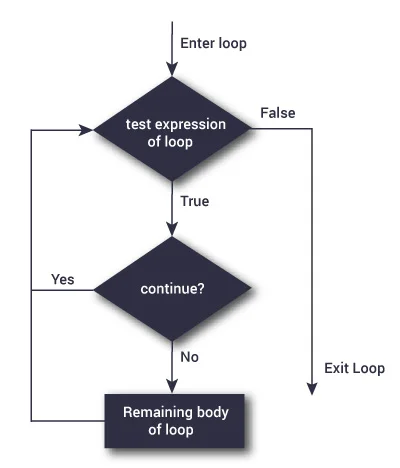 Enter loop
test expression
of loop
False
True
Yes
continue?
No
Exit Loop
Remaining body
of loop